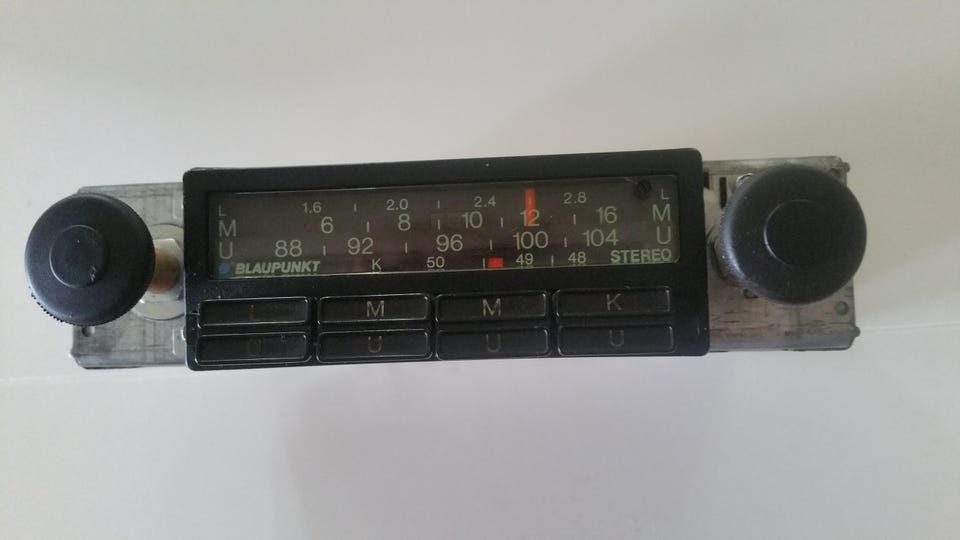 L 1.6 2.0 2.4 2.8 L
M 6 8 10 12 16 M
U 88 92 96 100 104 U
BLAUPUNKT K 50 49 48 STEREO
L M M K
U U U U